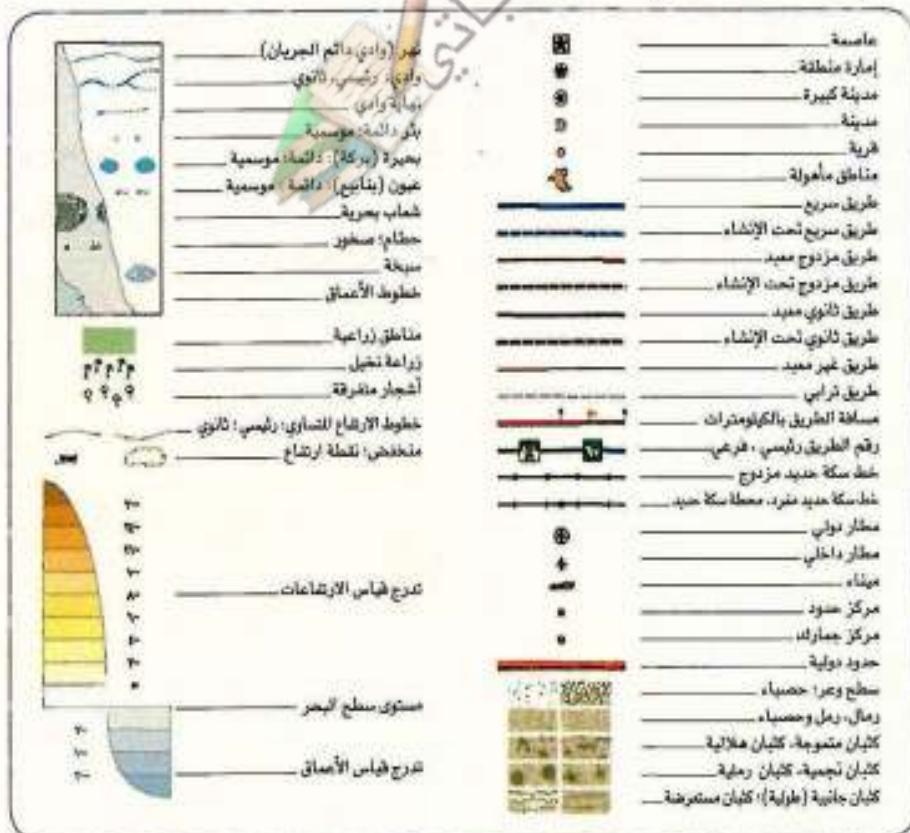 عاصمة
إمارة منطقة
مدينة كبيرة
مدينة
قرية
مناطق مأهولة
طريق سريع
طريق سريع تحت الإنشاء
طريق مزدوج معبد
طريق مزدوج تحت الإنشاء
طريق ثانوي معبد
طريق ثانوي تحت الإنشاء
طريق غير معبد
طريق ترابي
مسافة الطريق بالكيلومترات
رقم الطريق رئيسي ، فرعي
خط سكة حديد مزدوج
خط سكة حديد مفرد، محطة سكة حديد
مطار دولي
مطار داخلي
ميناء
مركز حدود
مركز جمارك
حدود دولية
سطح وعر؛ حصباء
رمال، رمل وحصباء
كثبان متموجة، كثبان هلالية
كثبان نجمية، كثبان رملية
كثبان جانبية (طولية)؛ كثبان مستعرضة
نهر (وادي دائم الجريان)
وادي، رئيسي، ثانوي
نهاية وادي
بئر دائمة؛ موسمية
بحيرة (بركة): دائمة؛ موسمية
عيون (ينابيع): دائمة؛ موسمية
شعاب بحرية
حطام؛ صخور
سبخة
خطوط الأعماق
مناطق زراعية
زراعة نخيل
أشجار متفرقة
خطوط الارتفاع المتساوي: رئيسي؛ ثانوي
منخفض؛ نقطة ارتفاع
تدرج قياس الارتفاعات
مستوى سطح البحر
تدرج قياس الأعماق